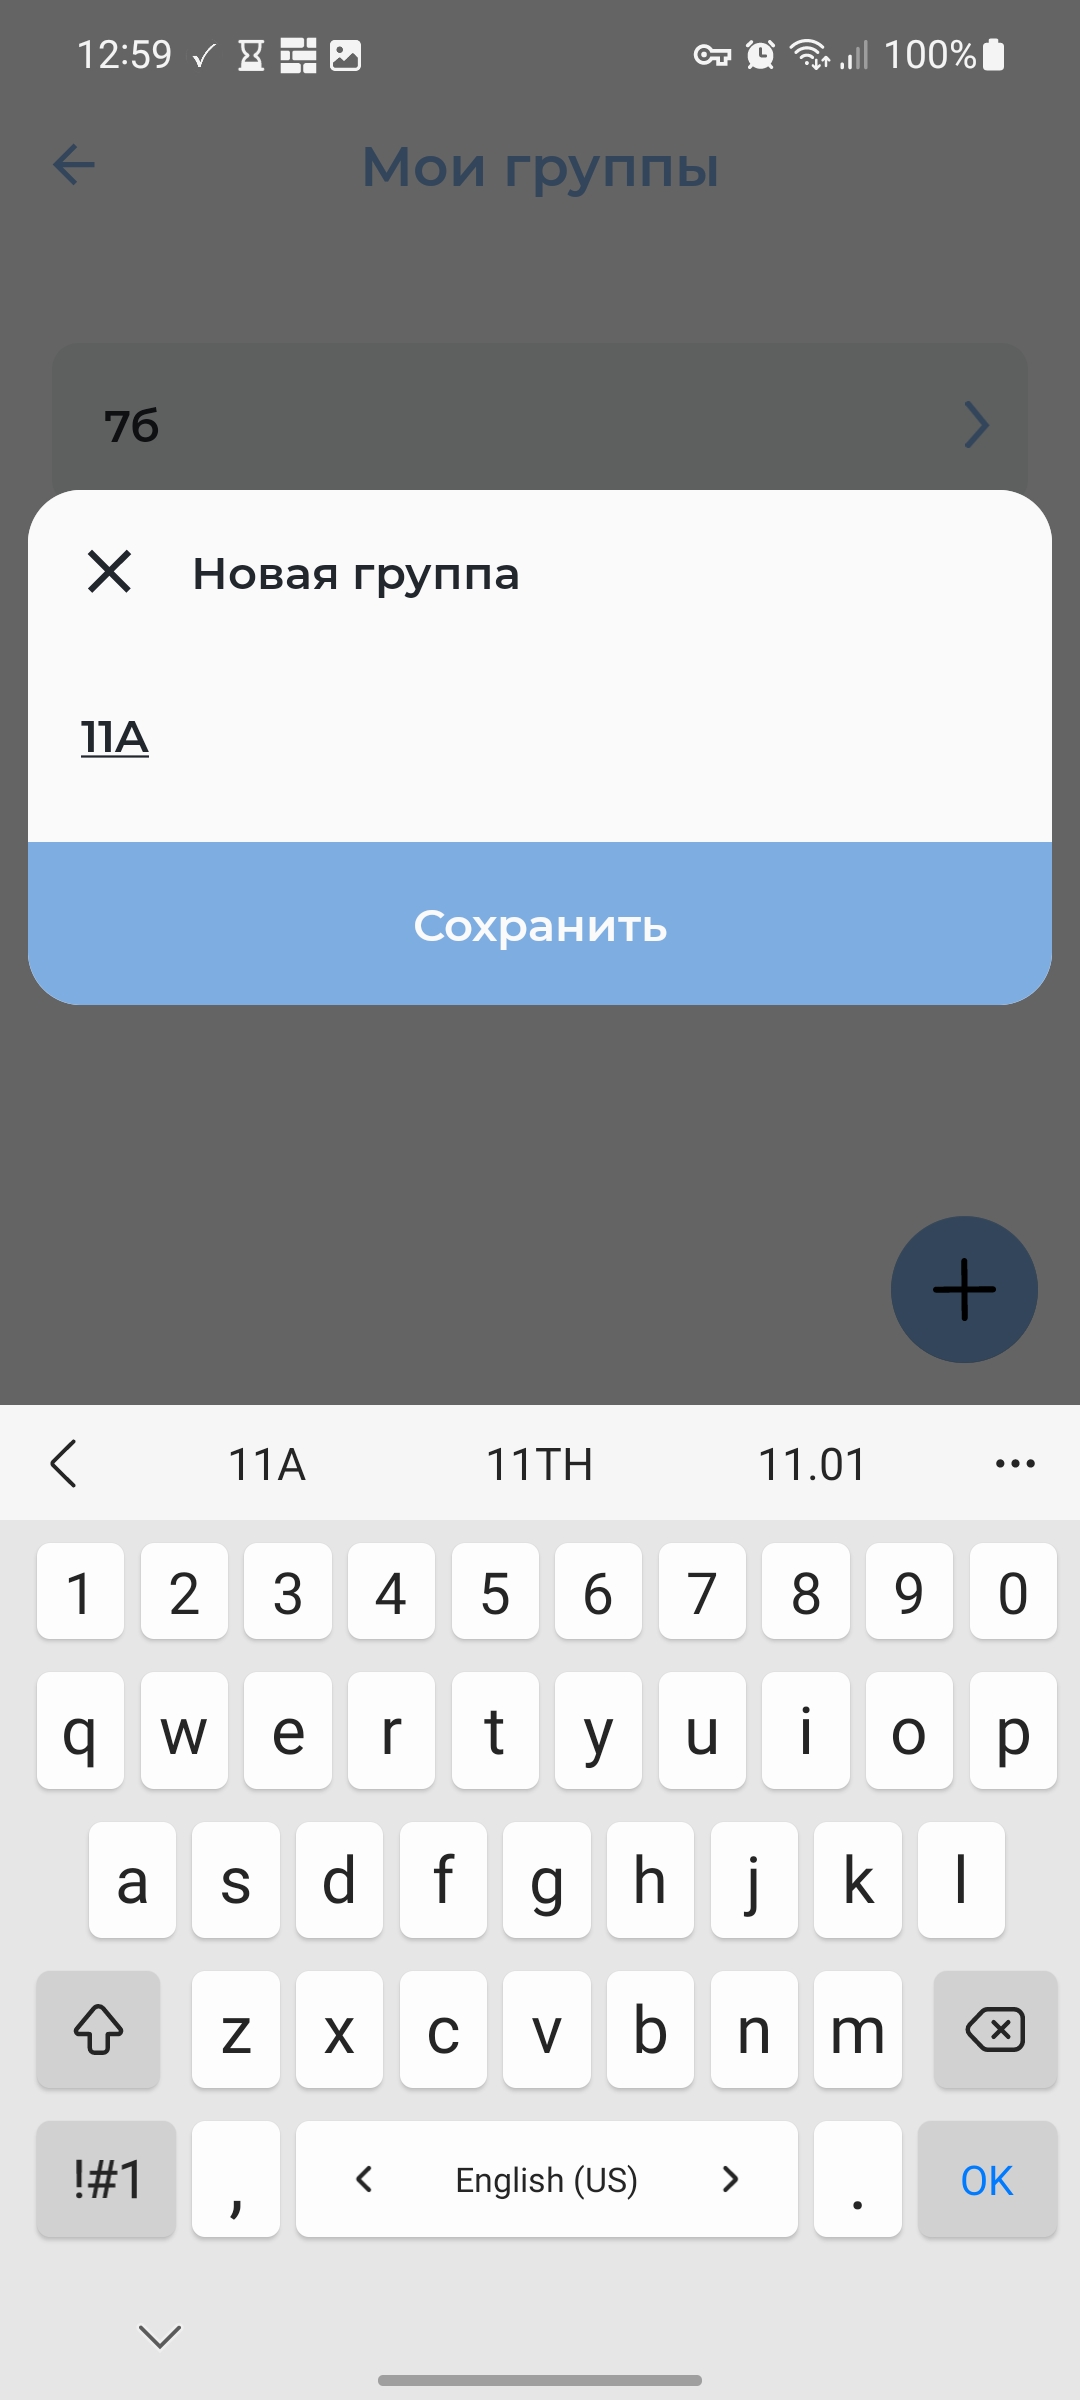 12:59 100%
Мои группы
7б
Новая группа
11A
Сохранить
11A 11TH 11.01
1 2 3 4 5 6 7 8 9 0
q w e r t y u i o p
a s d f g h j k l
z x c v b n m
!#1 , English (US) . OK